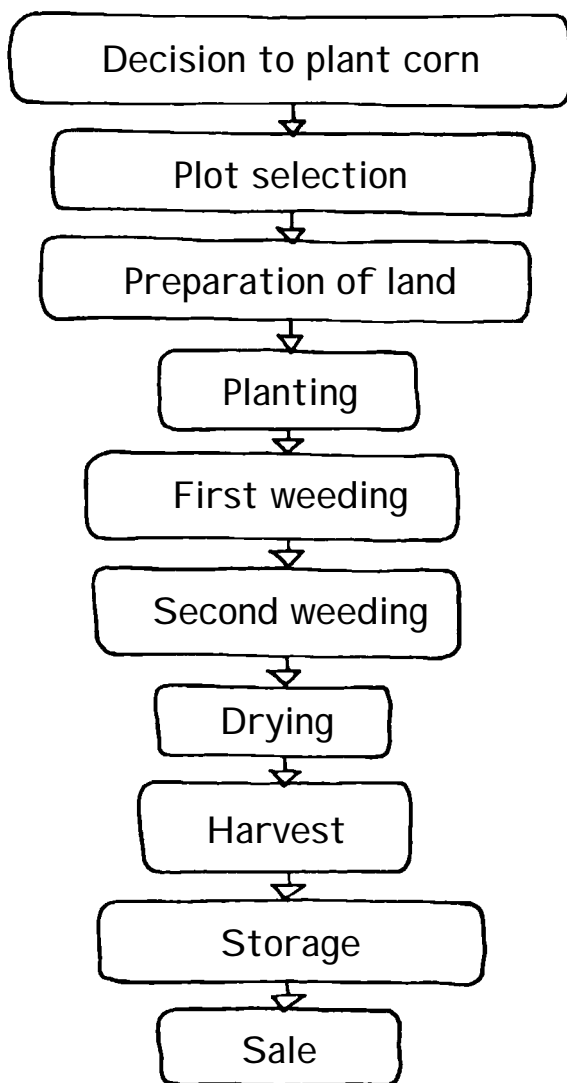 Decision to plant corn
Plot selection
Preparation of land
Planting
First weeding
Second weeding
Drying
Harvest
Storage
Sale